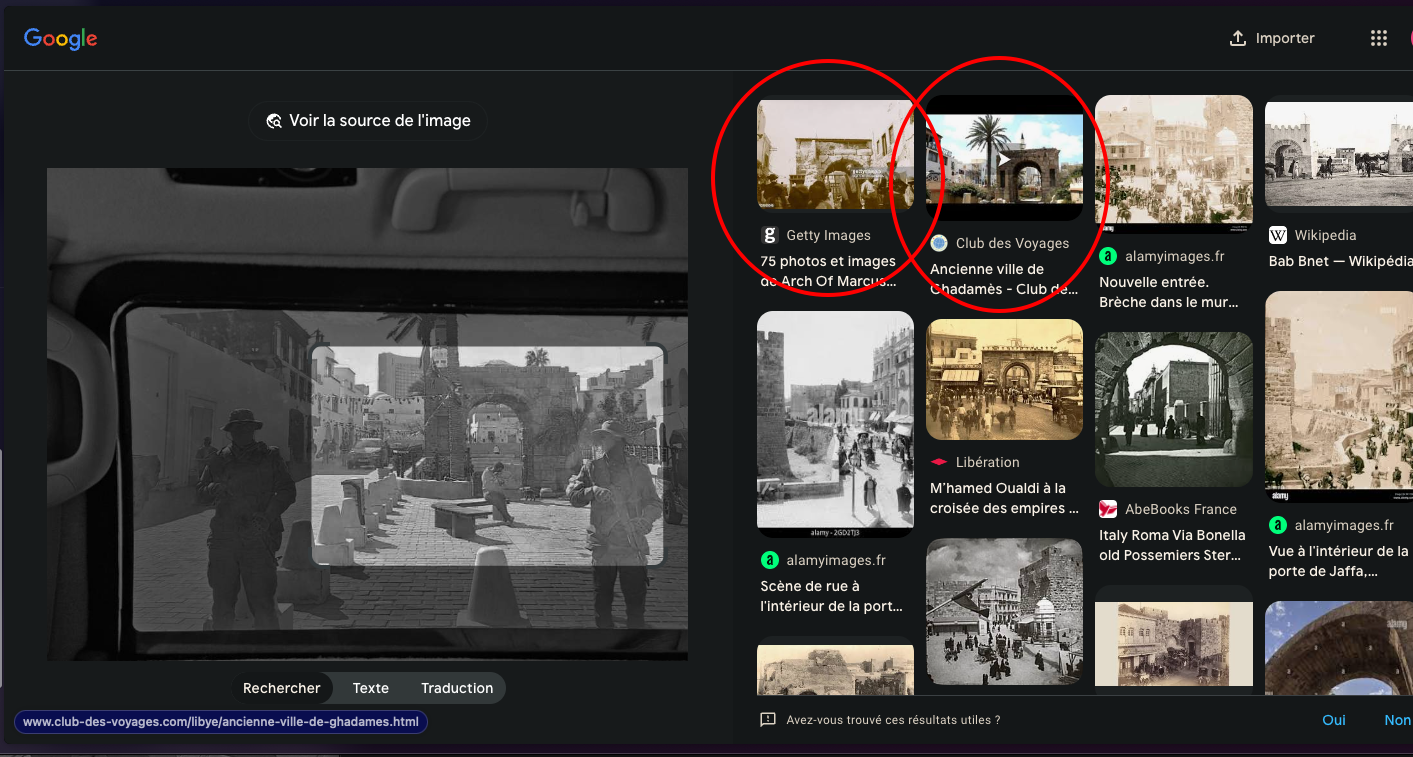 Google
Importer
Voir la source de l'image
Getty Images
75 photos et images
de Arch Of Marcus...
Club des Voyages
Ancienne ville de
Ghadamès - Club de...
alamyimages.fr
Nouvelle entrée.
Brèche dans le mur...
W
Wikipedia
Bab Bnet — Wikipédia
alamy
alamy - 2GD2TJ3
a
alamyimages.fr
Scène de rue à
l'intérieur de la port...
Libération
M'hamed Oualdi à la
croisée des empires ...
AbeBooks France
Italy Roma Via Bonella
old Possemiers Ster...
alamy
a
alamyimages.fr
Vue à l'intérieur de la
porte de Jaffa,...
Rechercher
Texte
Traduction
www.club-des-voyages.com/libye/ancienne-ville-de-ghadames.html
Avez-vous trouvé ces résultats utiles ?
Oui
Non